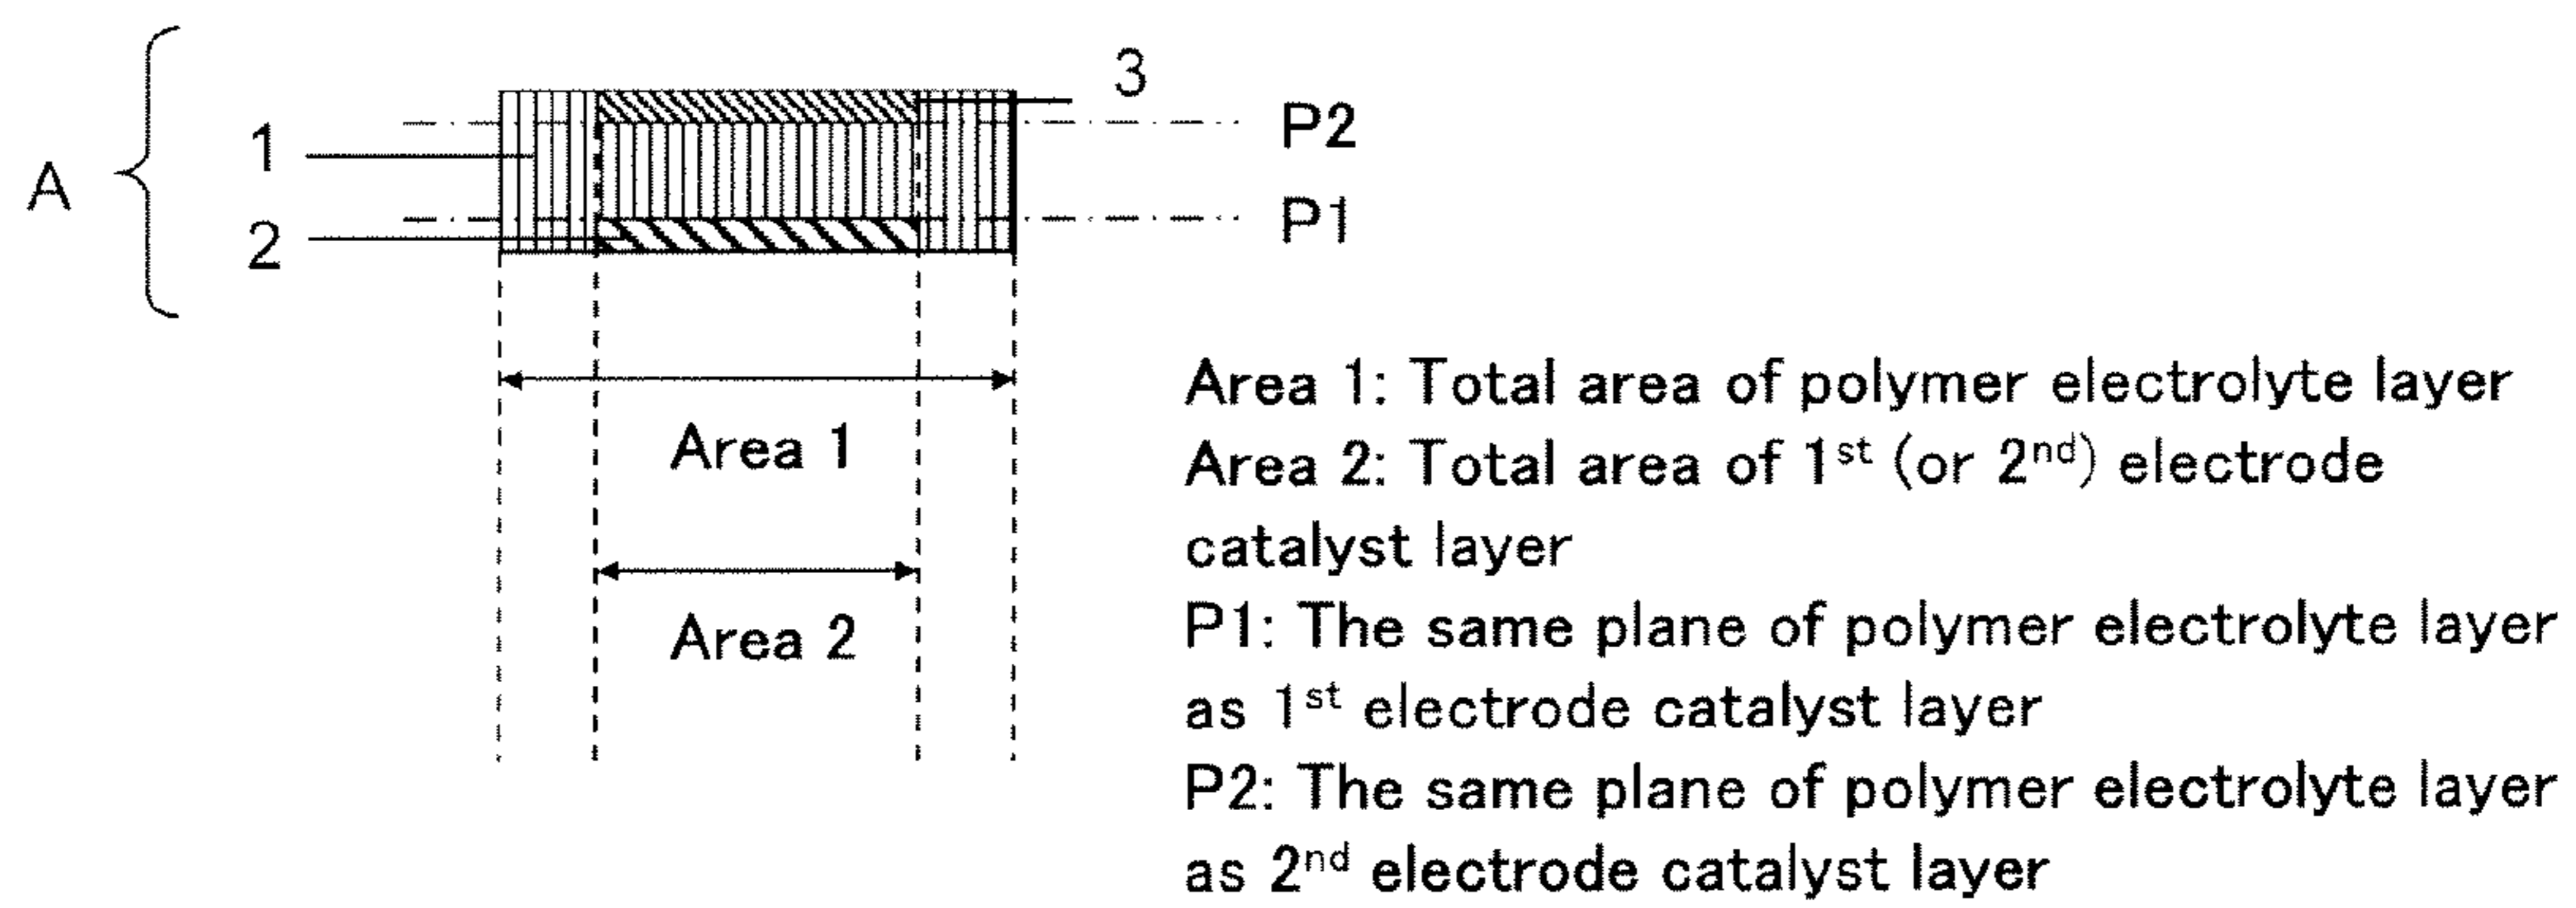 3
P2
1
A
P1
2
Area 1: Total area of polymer electrolyte layer
Area 1
Area 2: Total area of 1st (or 2nd) electrode
catalyst layer
Area 2
P1: The same plane of polymer electrolyte layer
as 1st electrode catalyst layer
P2: The same plane of polymer electrolyte layer
as 2nd electrode catalyst layer